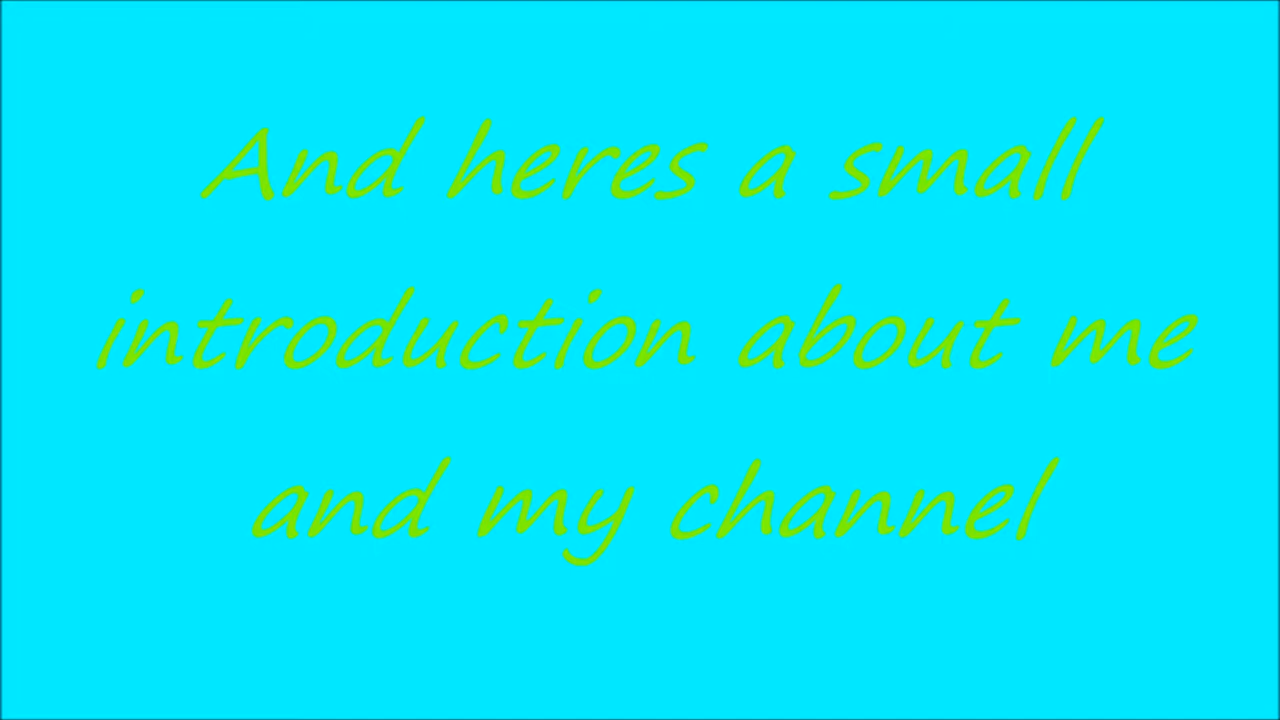 And heres a small
introduction about me
and my channel